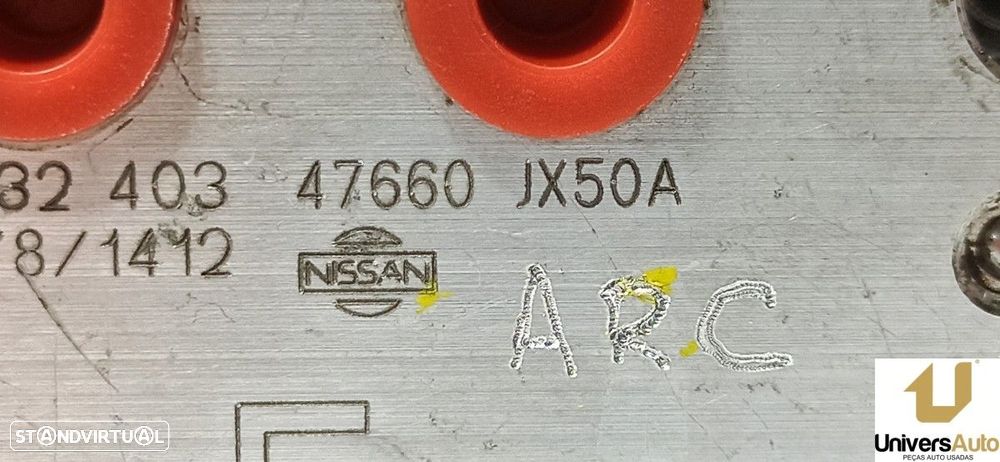 32 403 47660 JX50A
8/1412 NISSAN
ARC
STANDVIRTUAL
UniversAuto
PEÇAS AUTO USADAS